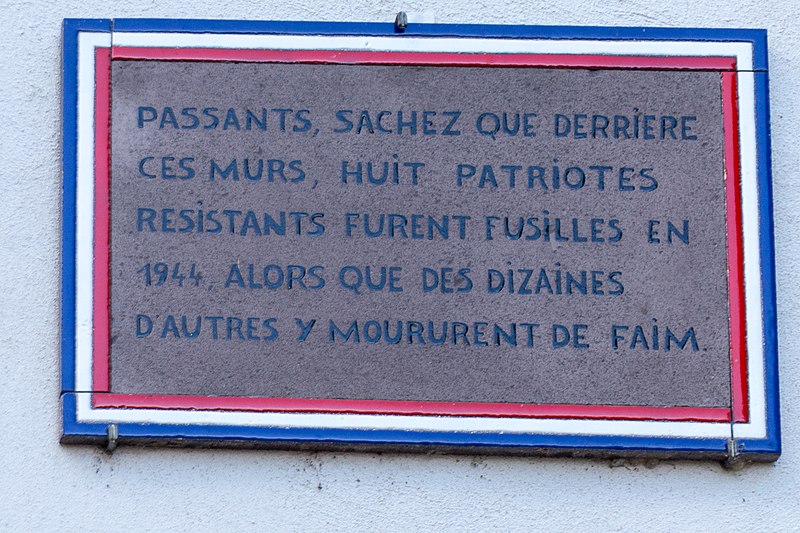 PASSANTS, SACHEZ QUE DERRIERE
CES MURS, HUIT PATRIOTES
RESISTANTS FURENT FUSILLES EN
1944, ALORS QUE DES DIZAINES
D'AUTRES Y MOURURENT DE FAIM.